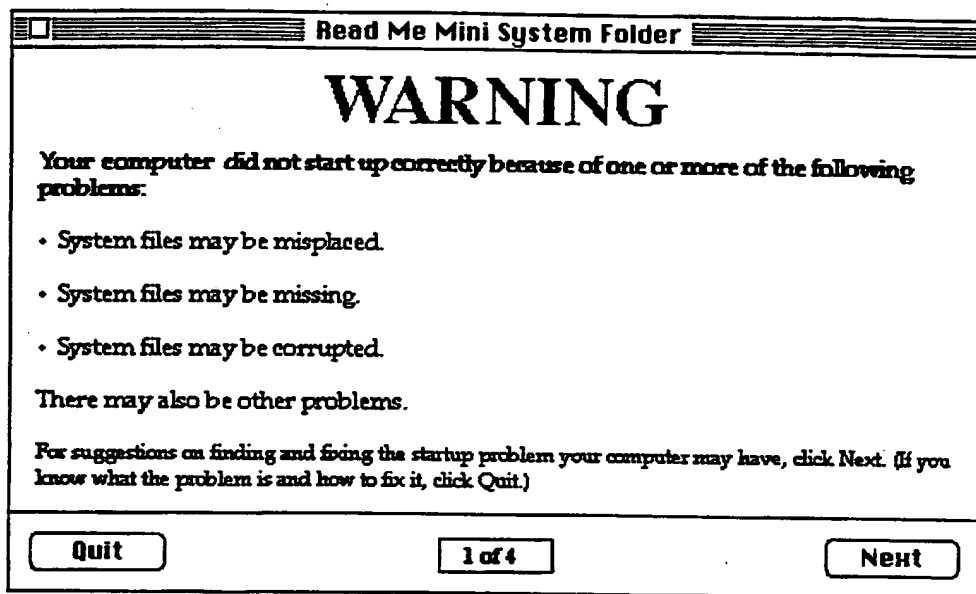 Read Me Mini System Folder
WARNING
Your computer did not start up correctly because of one or more of the following
problems:
• System files may be misplaced.
• System files may be missing.
• System files may be corrupted.
There may also be other problems.
For suggestions on finding and fixing the startup problem your computer may have, click Next. (If you
know what the problem is and how to fix it, click Quit.)
Quit
1 of 4
Next